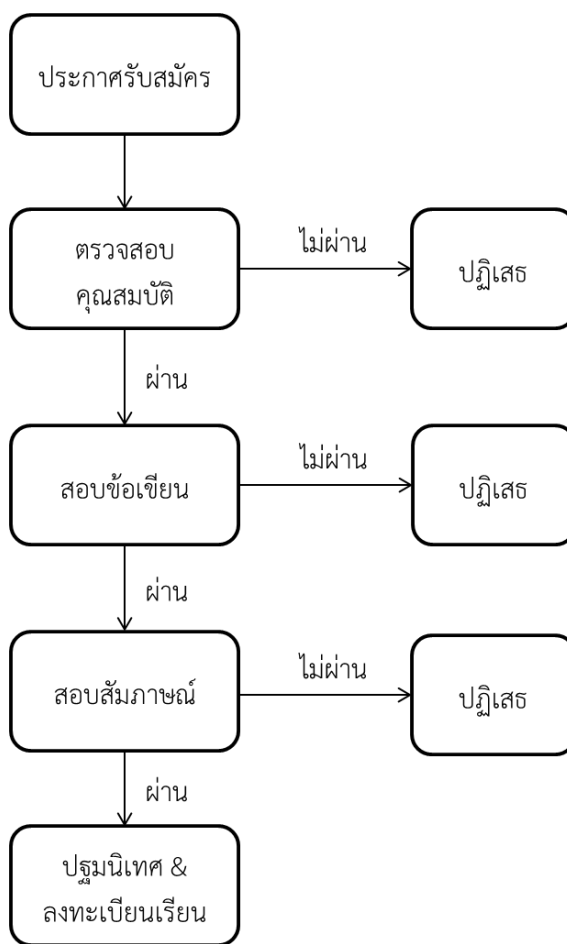 ประกาศรับสมัคร
ตรวจสอบ
คุณสมบัติ
ไม่ผ่าน
ปฏิเสธ
ผ่าน
สอบข้อเขียน
ไม่ผ่าน
ปฏิเสธ
ผ่าน
สอบสัมภาษณ์
ไม่ผ่าน
ปฏิเสธ
ผ่าน
ปฐมนิเทศ &
ลงทะเบียนเรียน